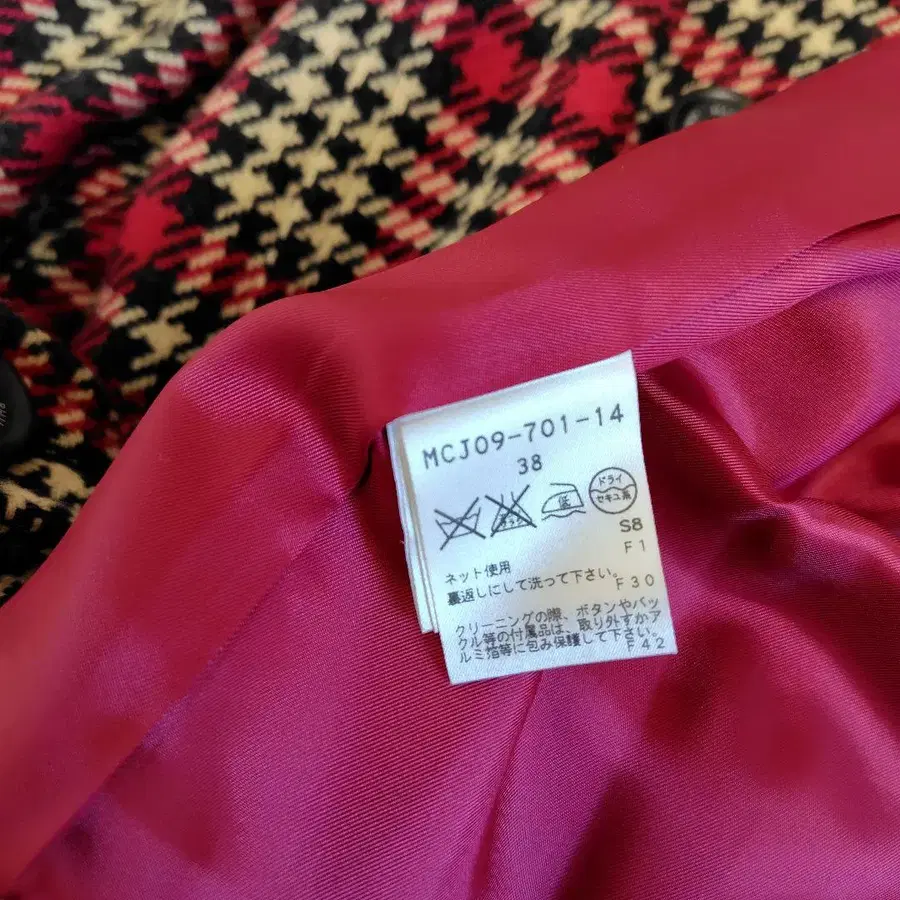 MCJ09-701-14
38
ドライ
セキユ系
低
S8
F1
ネット使用
裏返しにして洗って下さい。
F30
クリーニングの際、ボタンやバッ
クル等の付属品は、取り外すかア
ルミ箔等に包み保護して下さい。
F42